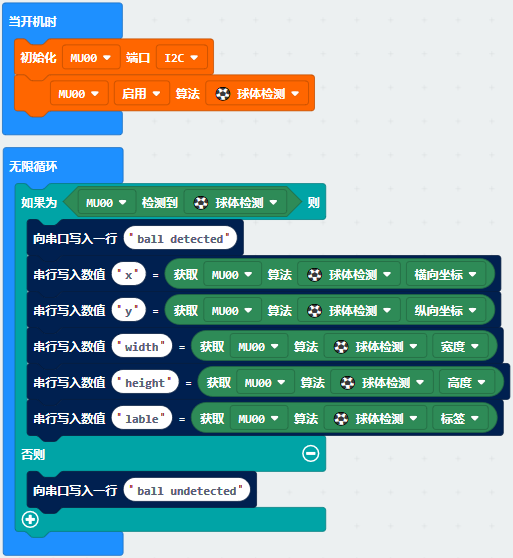 当开机时
初始化 MU00 端口 I2C
MU00 启用 算法 球体检测
无限循环
如果为 MU00 检测到 球体检测 则
向串口写入一行 "ball detected"
串行写入数值 "x" = 获取 MU00 算法 球体检测 横向坐标
串行写入数值 "y" = 获取 MU00 算法 球体检测 纵向坐标
串行写入数值 "width" = 获取 MU00 算法 球体检测 宽度
串行写入数值 "height" = 获取 MU00 算法 球体检测 高度
串行写入数值 "lable" = 获取 MU00 算法 球体检测 标签
否则
向串口写入一行 "ball undetected"